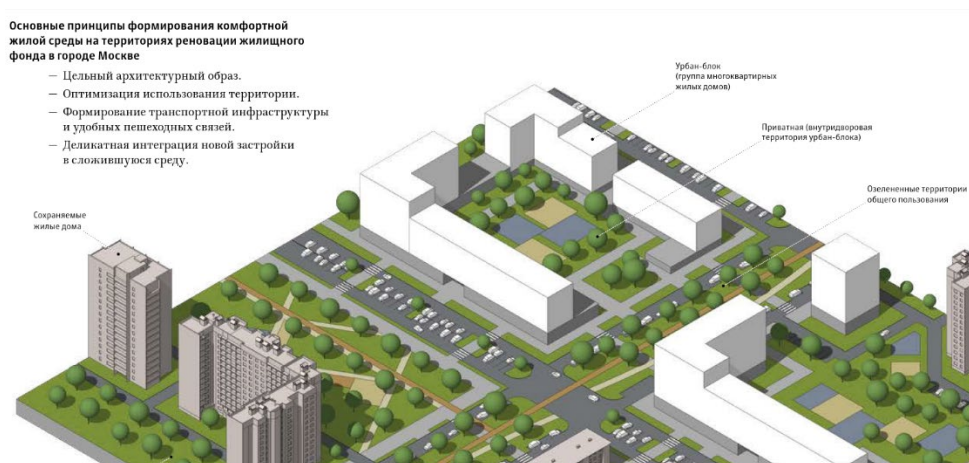 Основные принципы формирования комфортной
жилой среды на территориях реновации жилищного
фонда в городе Москве
— Цельный архитектурный образ.
— Оптимизация использования территории.
— Формирование транспортной инфраструктуры
и удобных пешеходных связей.
— Деликатная интеграция новой застройки
в сложившуюся среду.
Урбан-блок
(группа многоквартирных
жилых домов)
Приватная (внутридворовая
территория урбан-блока)
Озелененные территории
общего пользования
Сохраняемые
жилые дома